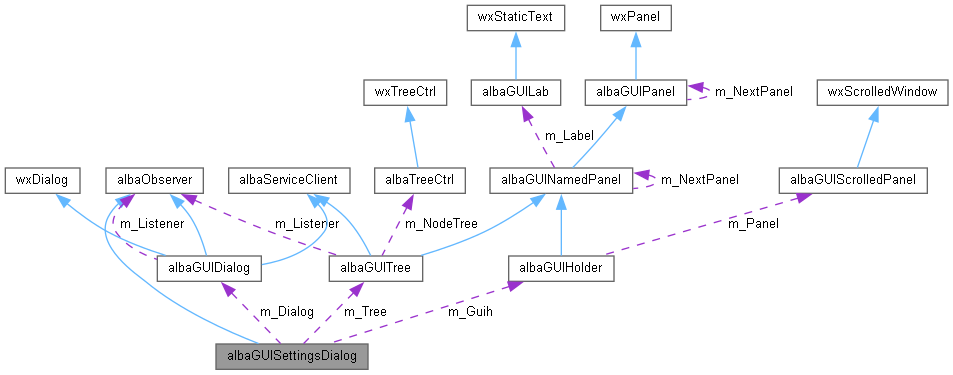 wxStaticText
wxPanel
wxTreeCtrl
albaGUILab
albaGUIPanel
m_NextPanel
wxScrolledWindow
m_Label
wxDialog
albaObserver
albaServiceClient
albaTreeCtrl
albaGUINamedPanel
m_NextPanel
albaGUIScrolledPanel
m_Listener
m_Listener
m_NodeTree
m_Panel
albaGUIDialog
albaGUITree
albaGUIHolder
m_Dialog
m_Tree
m_Guih
albaGUISettingsDialog